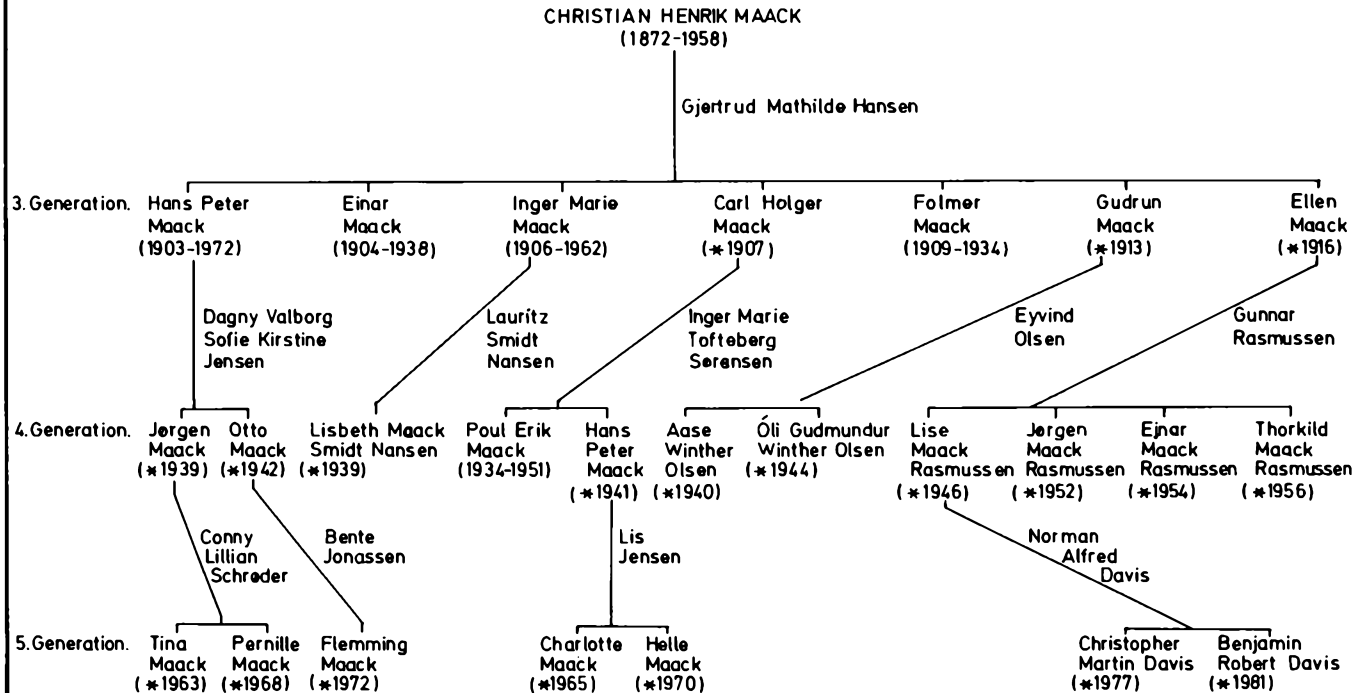 CHRISTIAN HENRIK MAACK
(1872-1958)
Gjertrud Mathilde Hansen
3.Generation.
Hans Peter
Maack
(1903-1972)
Einar
Maack
(1904-1938)
Inger Marie
Maack
(1906-1962)
Carl Holger
Maack
(*1907)
Folmer
Maack
(1909-1934)
Gudrun
Maack
(*1913)
Ellen
Maack
(*1916)
Dagny Valborg
Sofie Kirstine
Jensen
Laurítz
Smidt
Nansen
Inger Marie
Tofteberg
Sørensen
Eyvind
Olsen
Gunnar
Rasmussen
4.Generation.
Jørgen
Maack
(*1939)
Otto
Maack
(*1942)
Lisbeth Maack
Smidt Nansen
(*1939)
Poul Erik
Maack
(1934-1951)
Hans
Peter
Maack
(*1941)
Aase
Winther
Olsen
(*1940)
Óli Gudmundur
Winther Olsen
(*1944)
Lise
Maack
Rasmussen
(*1946)
Jørgen
Maack
Rasmussen
(*1952)
Ejnar
Maack
Rasmussen
(*1954)
Thorkild
Maack
Rasmussen
(*1956)
Conny
Lillian
Schrøder
Bente
Jonassen
Lis
Jensen
Norman
Alfred
Davis
5.Generation.
Tina
Maack
(*1963)
Pernille
Maack
(*1968)
Flemming
Maack
(*1972)
Charlotte
Maack
(*1965)
Helle
Maack
(*1970)
Christopher
Martin Davis
(*1977)
Benjamin
Robert Davis
(*1981)